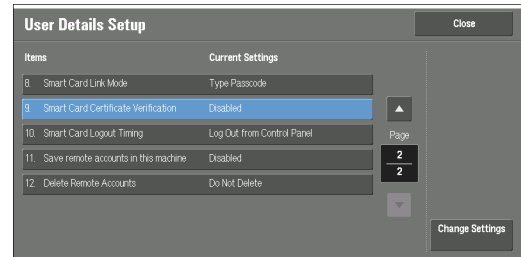 User Details Setup
Close
Items Current Settings
8. Smart Card Link Mode Type Passcode
9. Smart Card Certificate Verification Disabled
10. Smart Card Logout Timing Log Out from Control Panel
Page
11. Save remote accounts in this machine Disabled
2
2
12. Delete Remote Accounts Do Not Delete
Change Settings